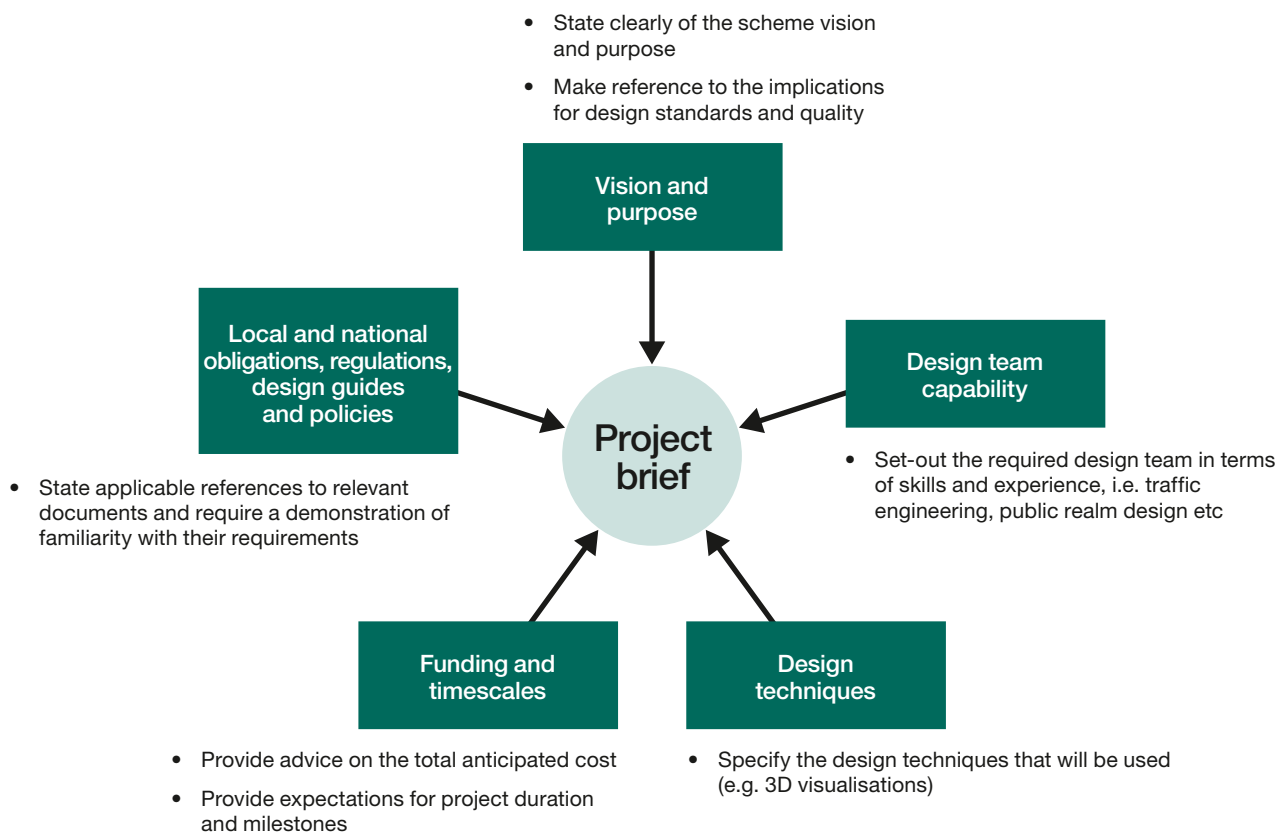 • State clearly of the scheme vision
and purpose
• Make reference to the implications
for design standards and quality
Vision and
purpose
Local and national
obligations, regulations,
design guides
and policies
• State applicable references to relevant
documents and require a demonstration of
familiarity with their requirements
Project
brief
Design team
capability
• Set-out the required design team in terms
of skills and experience, i.e. traffic
engineering, public realm design etc
Funding and
timescales
• Provide advice on the total anticipated cost
• Provide expectations for project duration
and milestones
Design
techniques
• Specify the design techniques that will be used
(e.g. 3D visualisations)